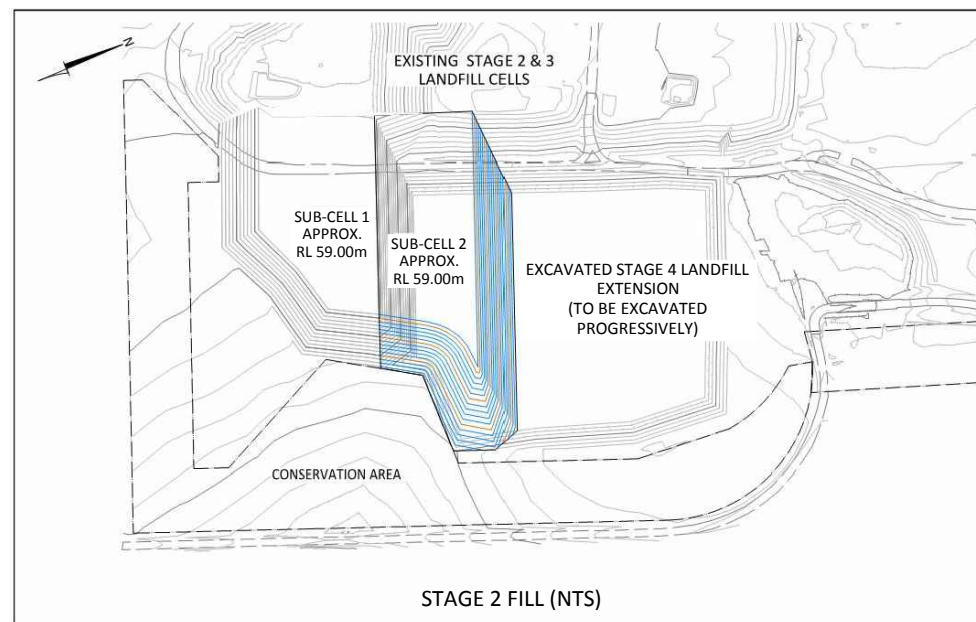 N
EXISTING STAGE 2 & 3
LANDFILL CELLS
SUB-CELL 1
APPROX.
RL 59.00m
SUB-CELL 2
APPROX.
RL 59.00m
EXCAVATED STAGE 4 LANDFILL
EXTENSION
(TO BE EXCAVATED
PROGRESSIVELY)
CONSERVATION AREA
STAGE 2 FILL (NTS)